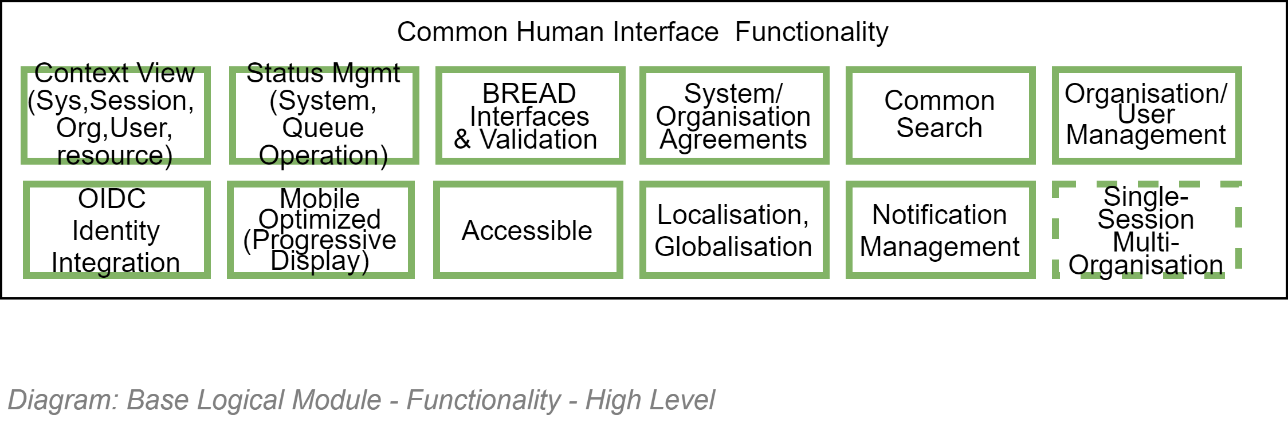 Common Human Interface  Functionality
Context View
(Sys,Session,
Org,User,
resource)
Status Mgmt
(System,
Queue
Operation)
BREAD
Interfaces
& Validation
System/
Organisation
Agreements
Common
Search
Organisation/
User
Management
OIDC
Identity
Integration
Mobile
Optimized
(Progressive
Display)
Accessible
Localisation,
Globalisation
Notification
Management
Single-
Session
Multi-
Organisation
Diagram: Base Logical Module - Functionality - High Level